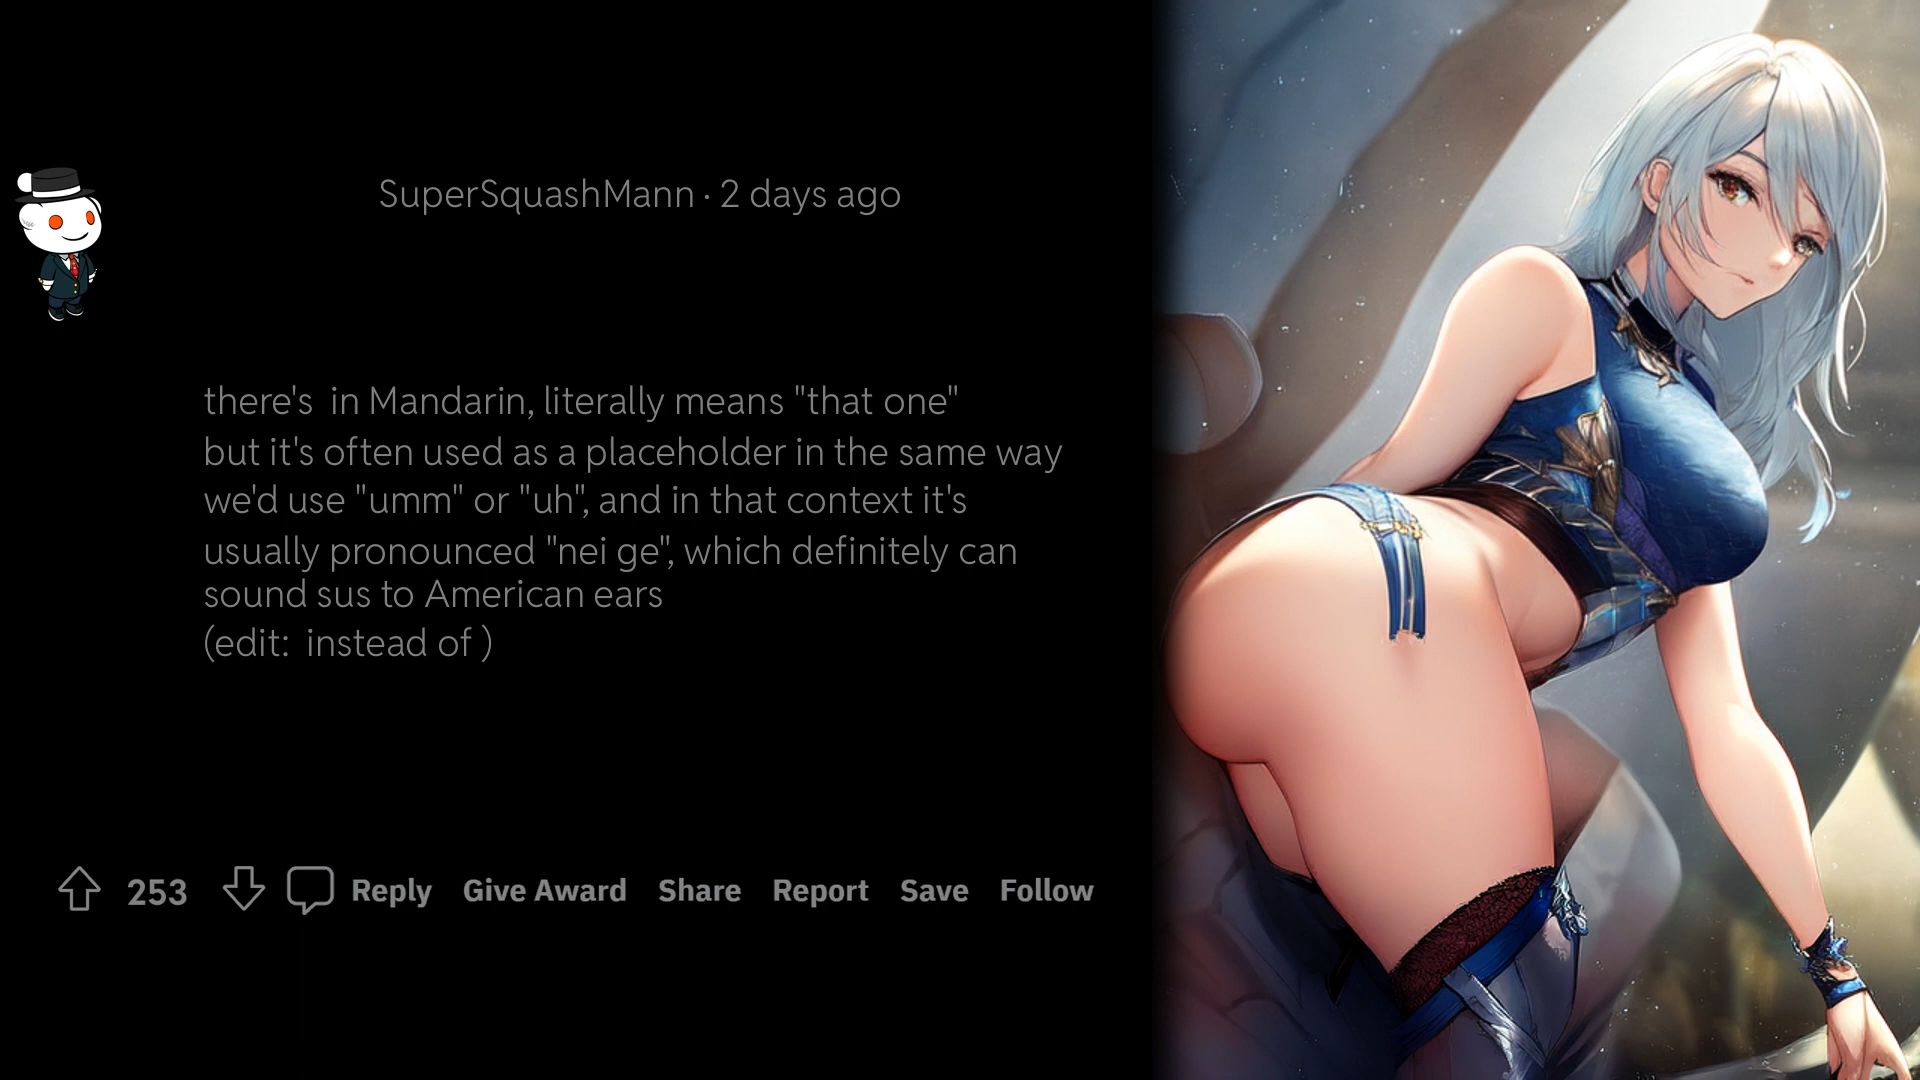 SuperSquashMann · 2 days ago
there's  in Mandarin, literally means "that one"
but it's often used as a placeholder in the same way
we'd use "umm" or "uh", and in that context it's
usually pronounced "nei ge", which definitely can
sound sus to American ears
(edit:  instead of )
253 Reply Give Award Share Report Save Follow